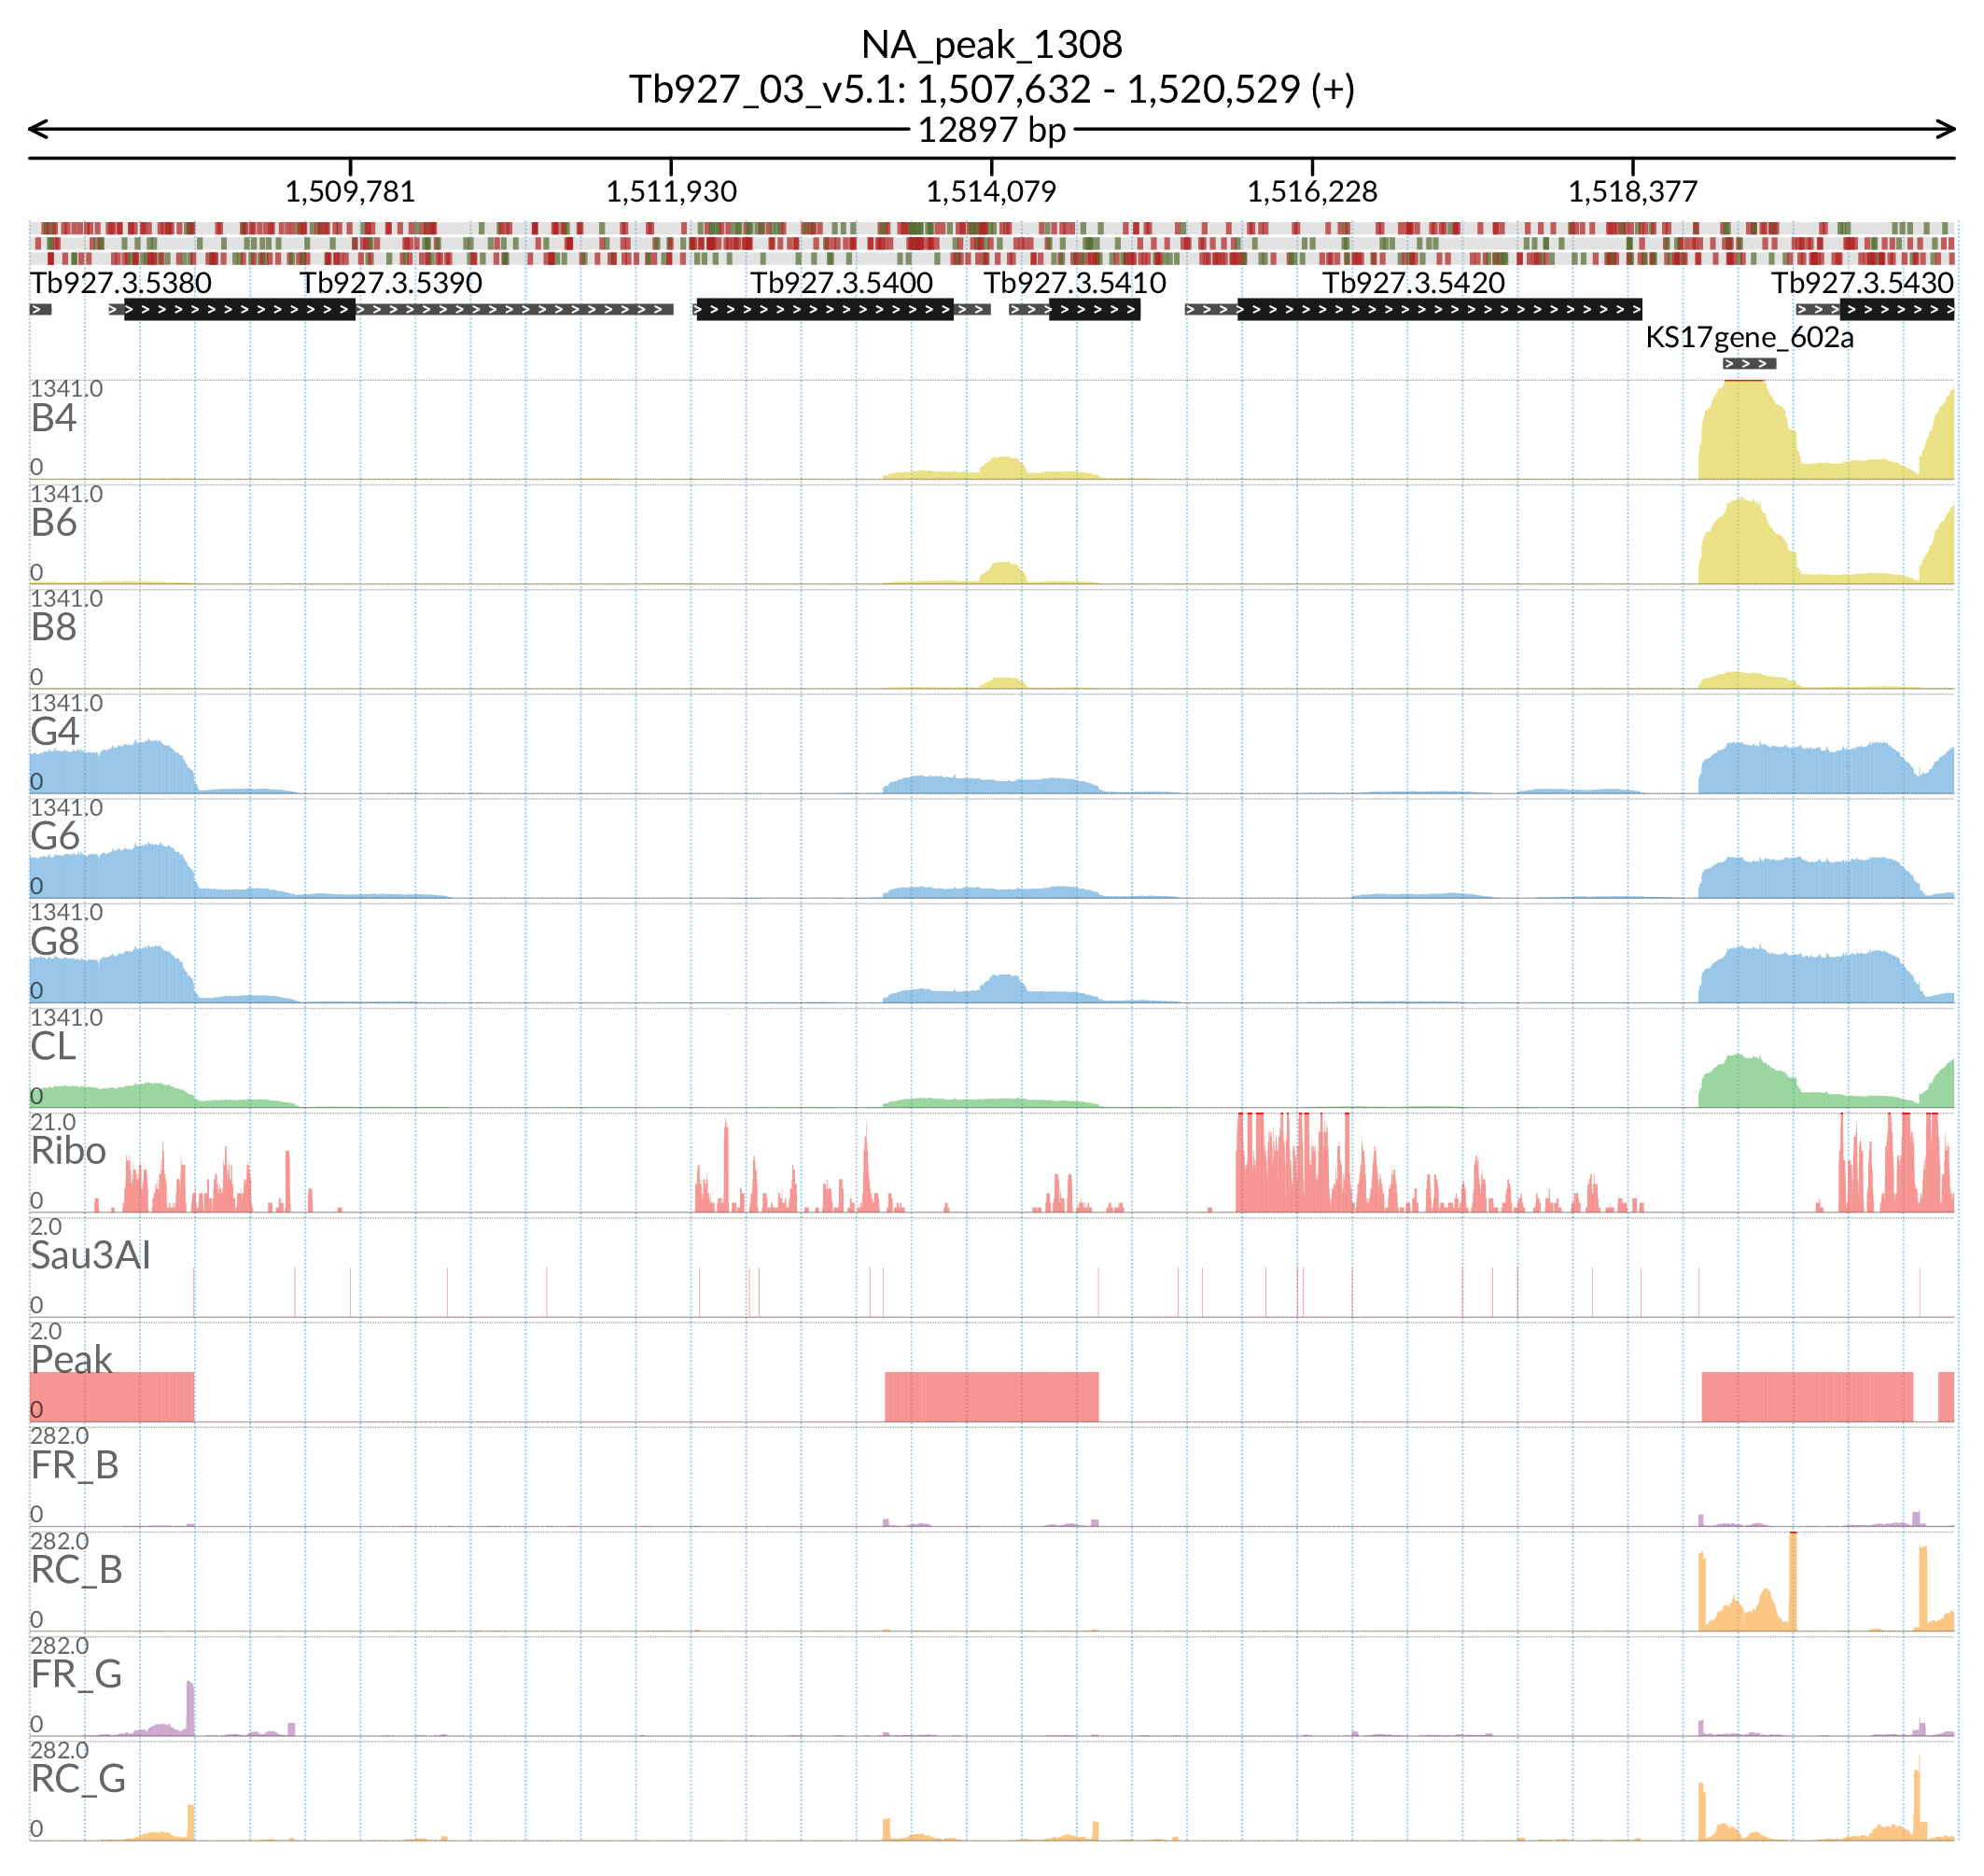 NA_peak_1308
Tb927_03_v5.1: 1,507,632 - 1,520,529 (+)
12897 bp
1,509,781 1,511,930 1,514,079 1,516,228 1,518,377
Tb927.3.5380 Tb927.3.5390 Tb927.3.5400 Tb927.3.5410 Tb927.3.5420 Tb927.3.5430
KS17gene_602a
1341.0
B4
0
1341.0
B6
0
1341.0
B8
0
1341.0
G4
0
1341.0
G6
0
1341.0
G8
0
1341.0
CL
0
21.0
Ribo
0
2.0
Sau3AI
0
2.0
Peak
0
282.0
FR_B
0
282.0
RC_B
0
282.0
FR_G
0
282.0
RC_G
0